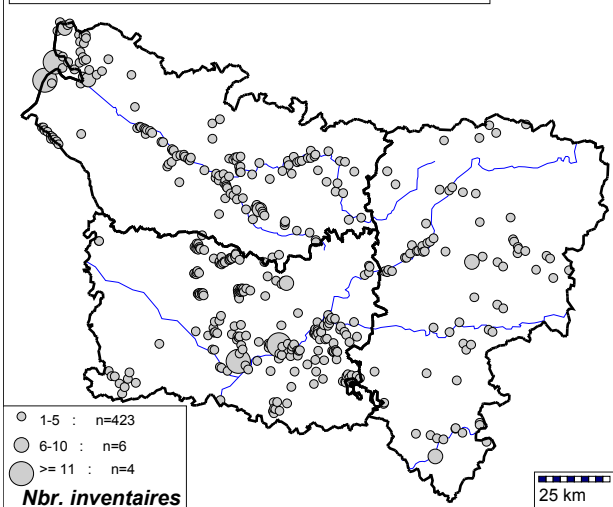 1-5 : n=423
6-10 : n=6
>= 11 : n=4
Nbr. inventaires
25 km